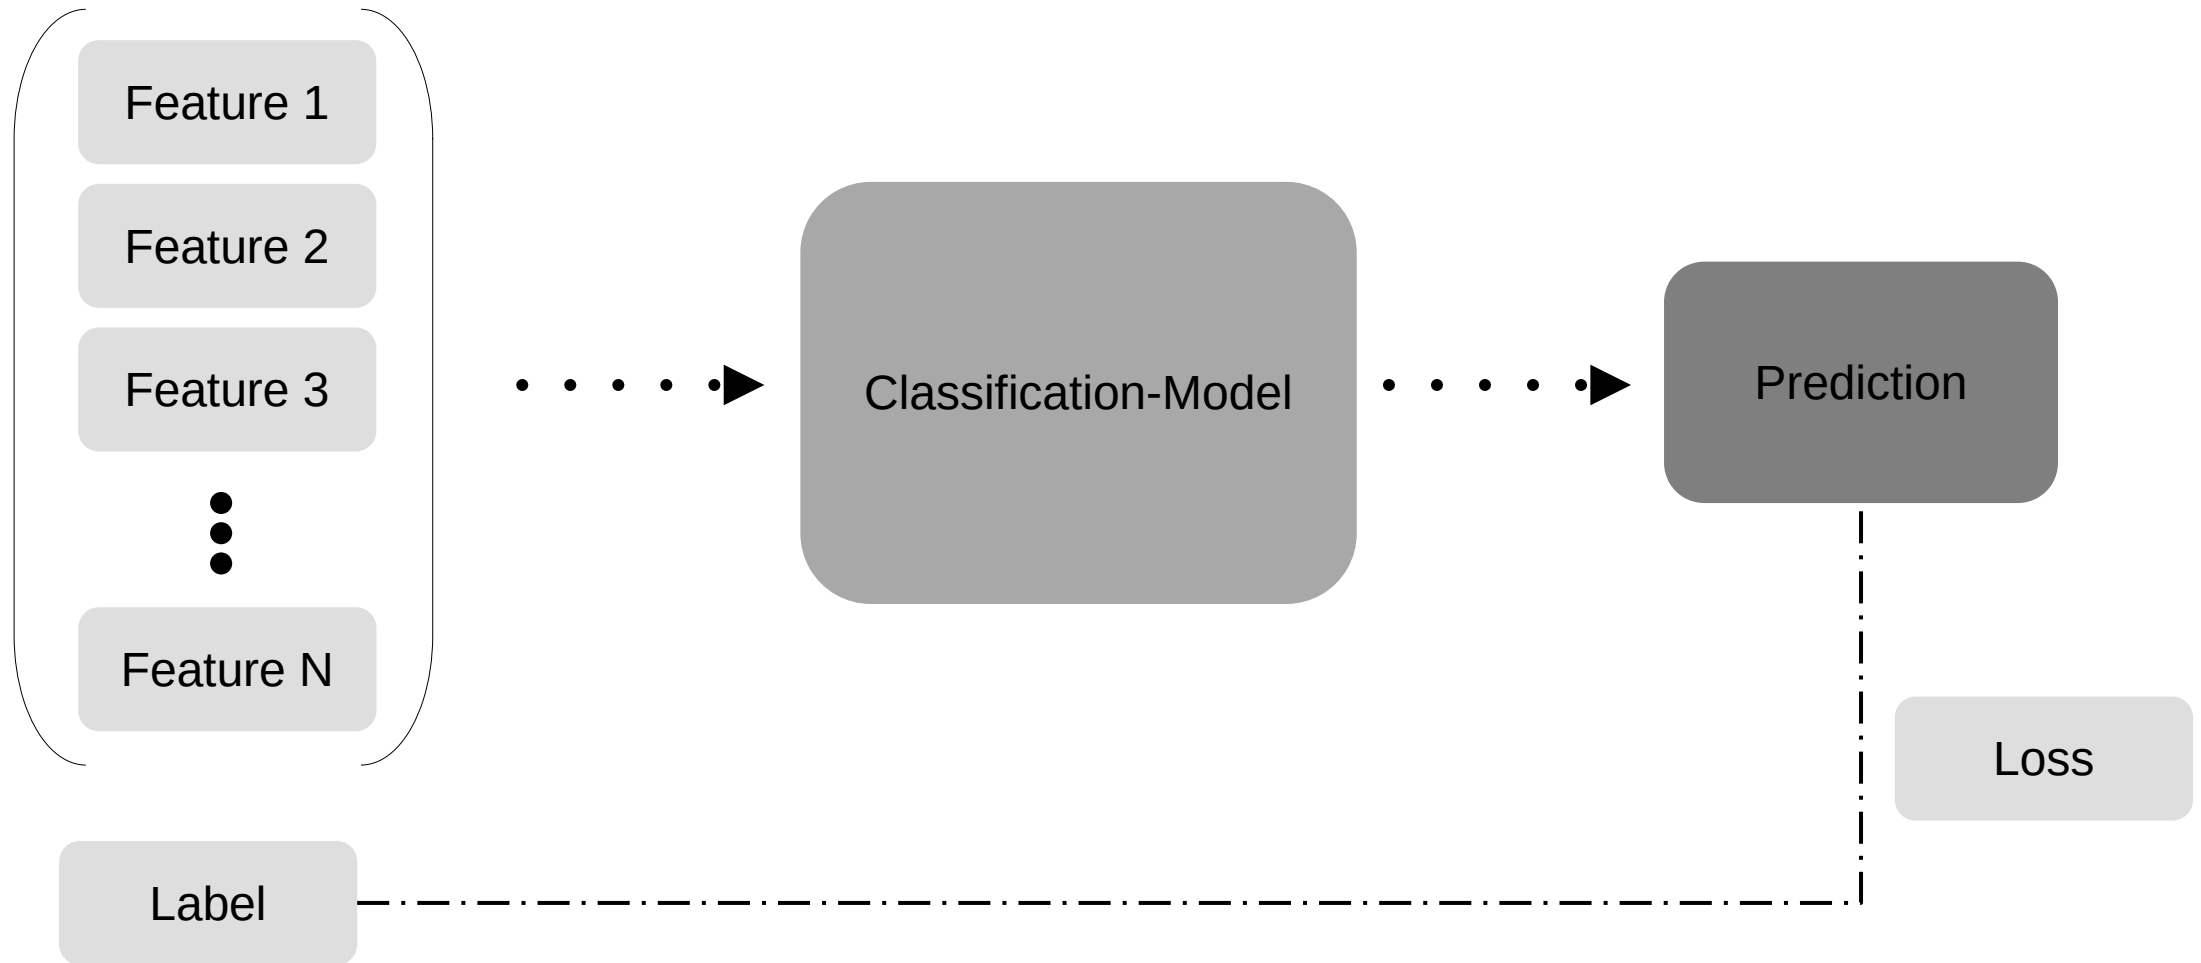 Feature 1
Feature 2
Feature 3
Feature N
Classification-Model
Prediction
Loss
Label